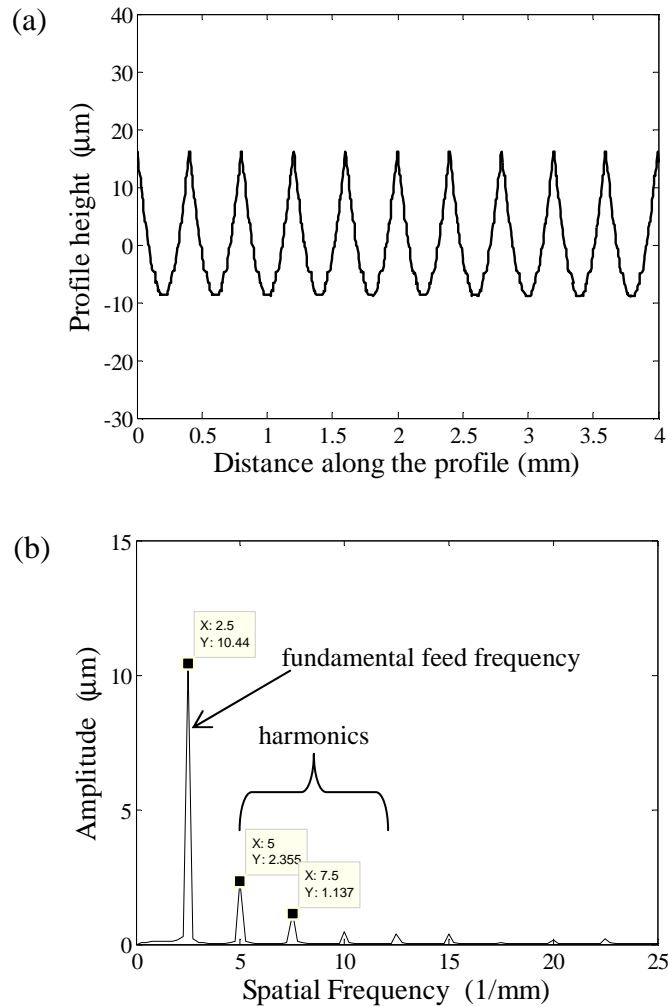 (a)
40
30
20
10
0
-10
-20
-30
Profile height (µm)
0 0.5 1 1.5 2 2.5 3 3.5 4
Distance along the profile (mm)
(b)
15
10
5
0
Amplitude (µm)
X: 2.5
Y: 10.44
fundamental feed frequency
harmonics
X: 5
Y: 2.355
X: 7.5
Y: 1.137
0 5 10 15 20 25
Spatial Frequency (1/mm)